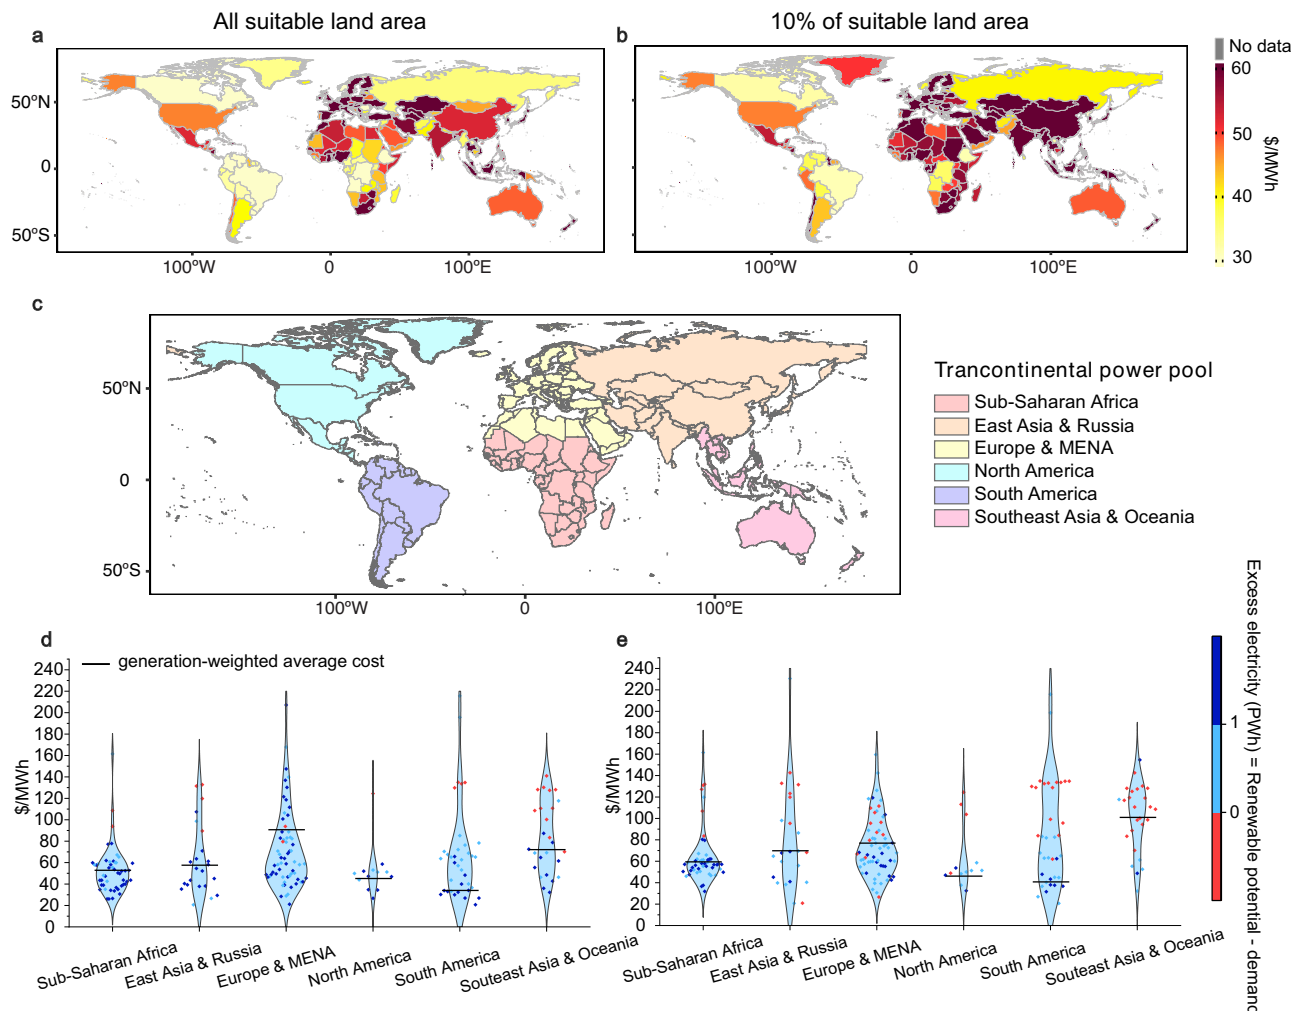 All suitable land area
10% of suitable land area
a
b
No data
60
50
40
30
$/MWh
50°N
0
50°S
100°W
0
100°E
100°W
0
100°E
c
50°N
0
50°S
100°W
0
100°E
Trancontinental power pool
Sub-Saharan Africa
East Asia & Russia
Europe & MENA
North America
South America
Southeast Asia & Oceania
d
generation-weighted average cost
$/MWh
240
220
200
180
160
140
120
100
80
60
40
20
0
Sub-Saharan Africa
East Asia & Russia
Europe & MENA
North America
South America
Souteast Asia & Oceania
e
$/MWh
240
220
200
180
160
140
120
100
80
60
40
20
0
Sub-Saharan Africa
East Asia & Russia
Europe & MENA
North America
South America
Souteast Asia & Oceania
1
0
Excess electricity (PWh) = Renewable potential - demand